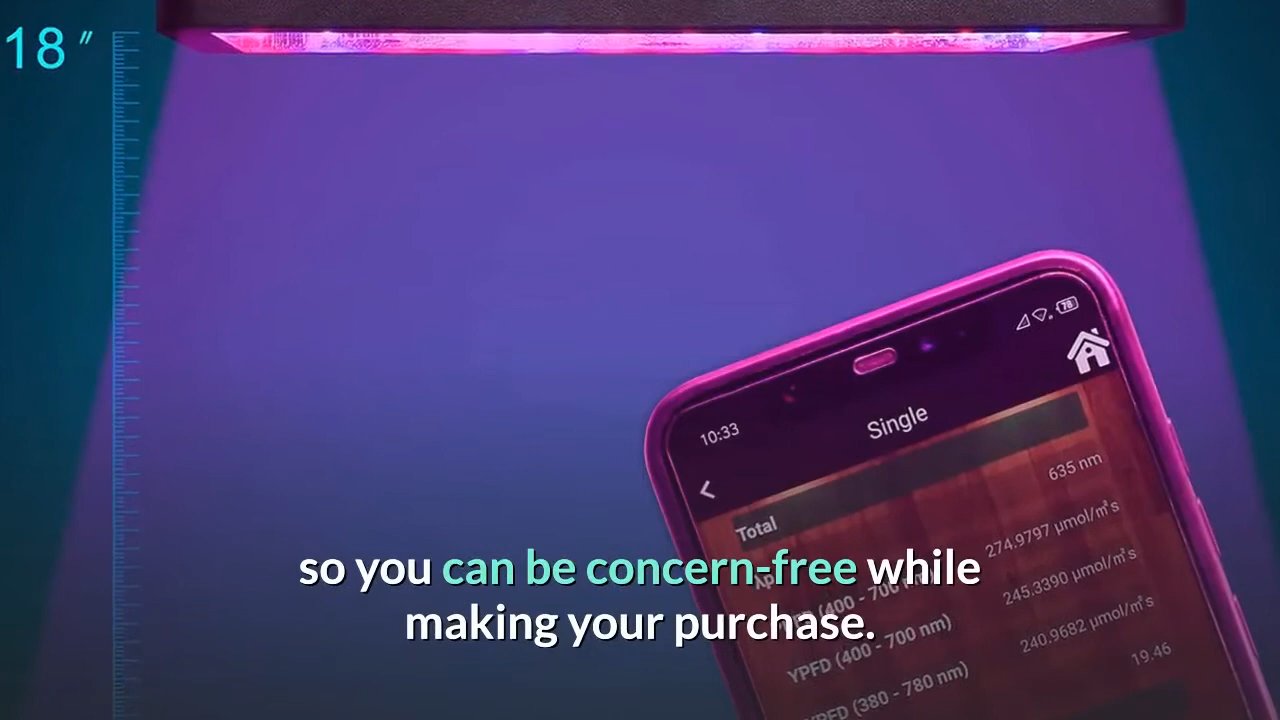 18 "
78
10:33
Single
635 nm
Total
274.9797 µmol/m²s
(400 - 700 nm)
245.3390 µmol/m²s
YPFD (400 - 700 nm)
240.9682 µmol/m²s
YPFD (380 - 780 nm)
19.46
so you can be concern-free while
making your purchase.